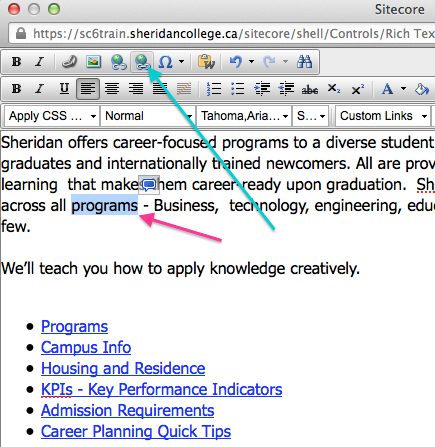 Sitecore
https://sc6train.sheridancollege.ca/sitecore/shell/Controls/Rich Tex
B I Ω
B I U abc X₂ X² A
Apply CSS ... Normal Tahoma,Aria... S... Custom Links
Sheridan offers career-focused programs to a diverse student
graduates and internationally trained newcomers. All are prov
learning that make them career-ready upon graduation. Sh
across all programs - Business, technology, engineering, edu
few.
We'll teach you how to apply knowledge creatively.
• Programs
• Campus Info
• Housing and Residence
• KPIs - Key Performance Indicators
• Admission Requirements
• Career Planning Quick Tips